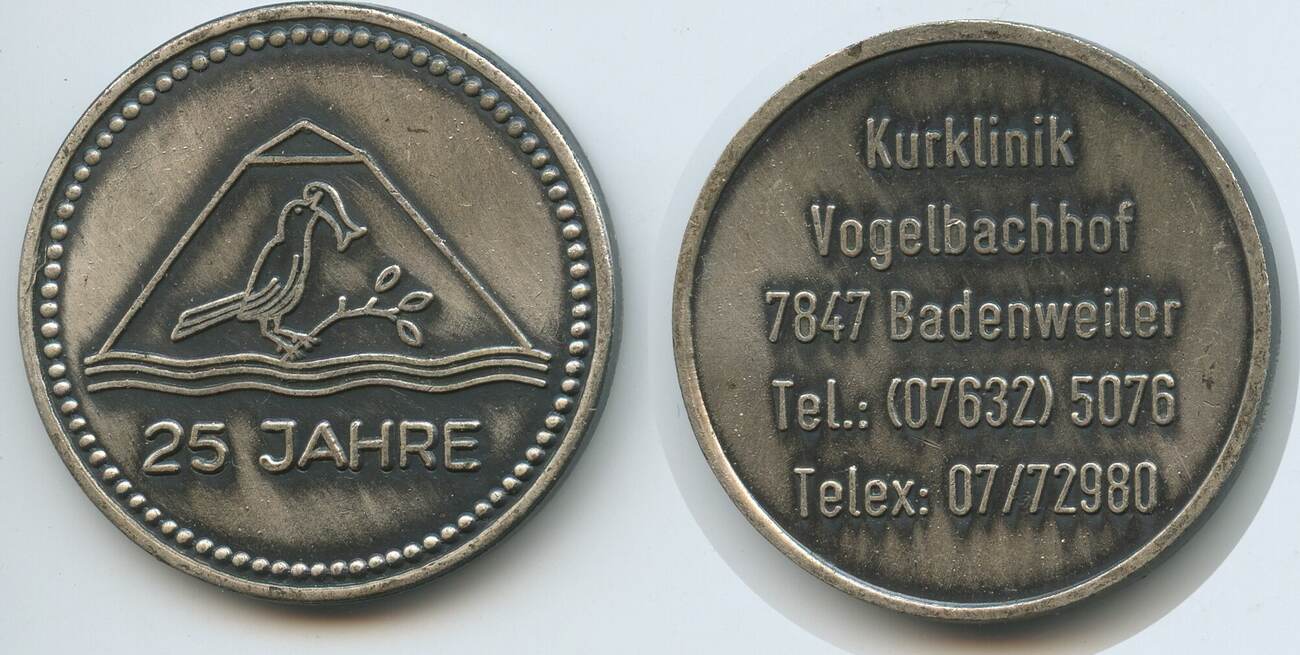 25 JAHRE
Kurklinik
Vogelbachhof
7847 Badenweiler
Tel.: (07632) 5076
Telex: 07/72980